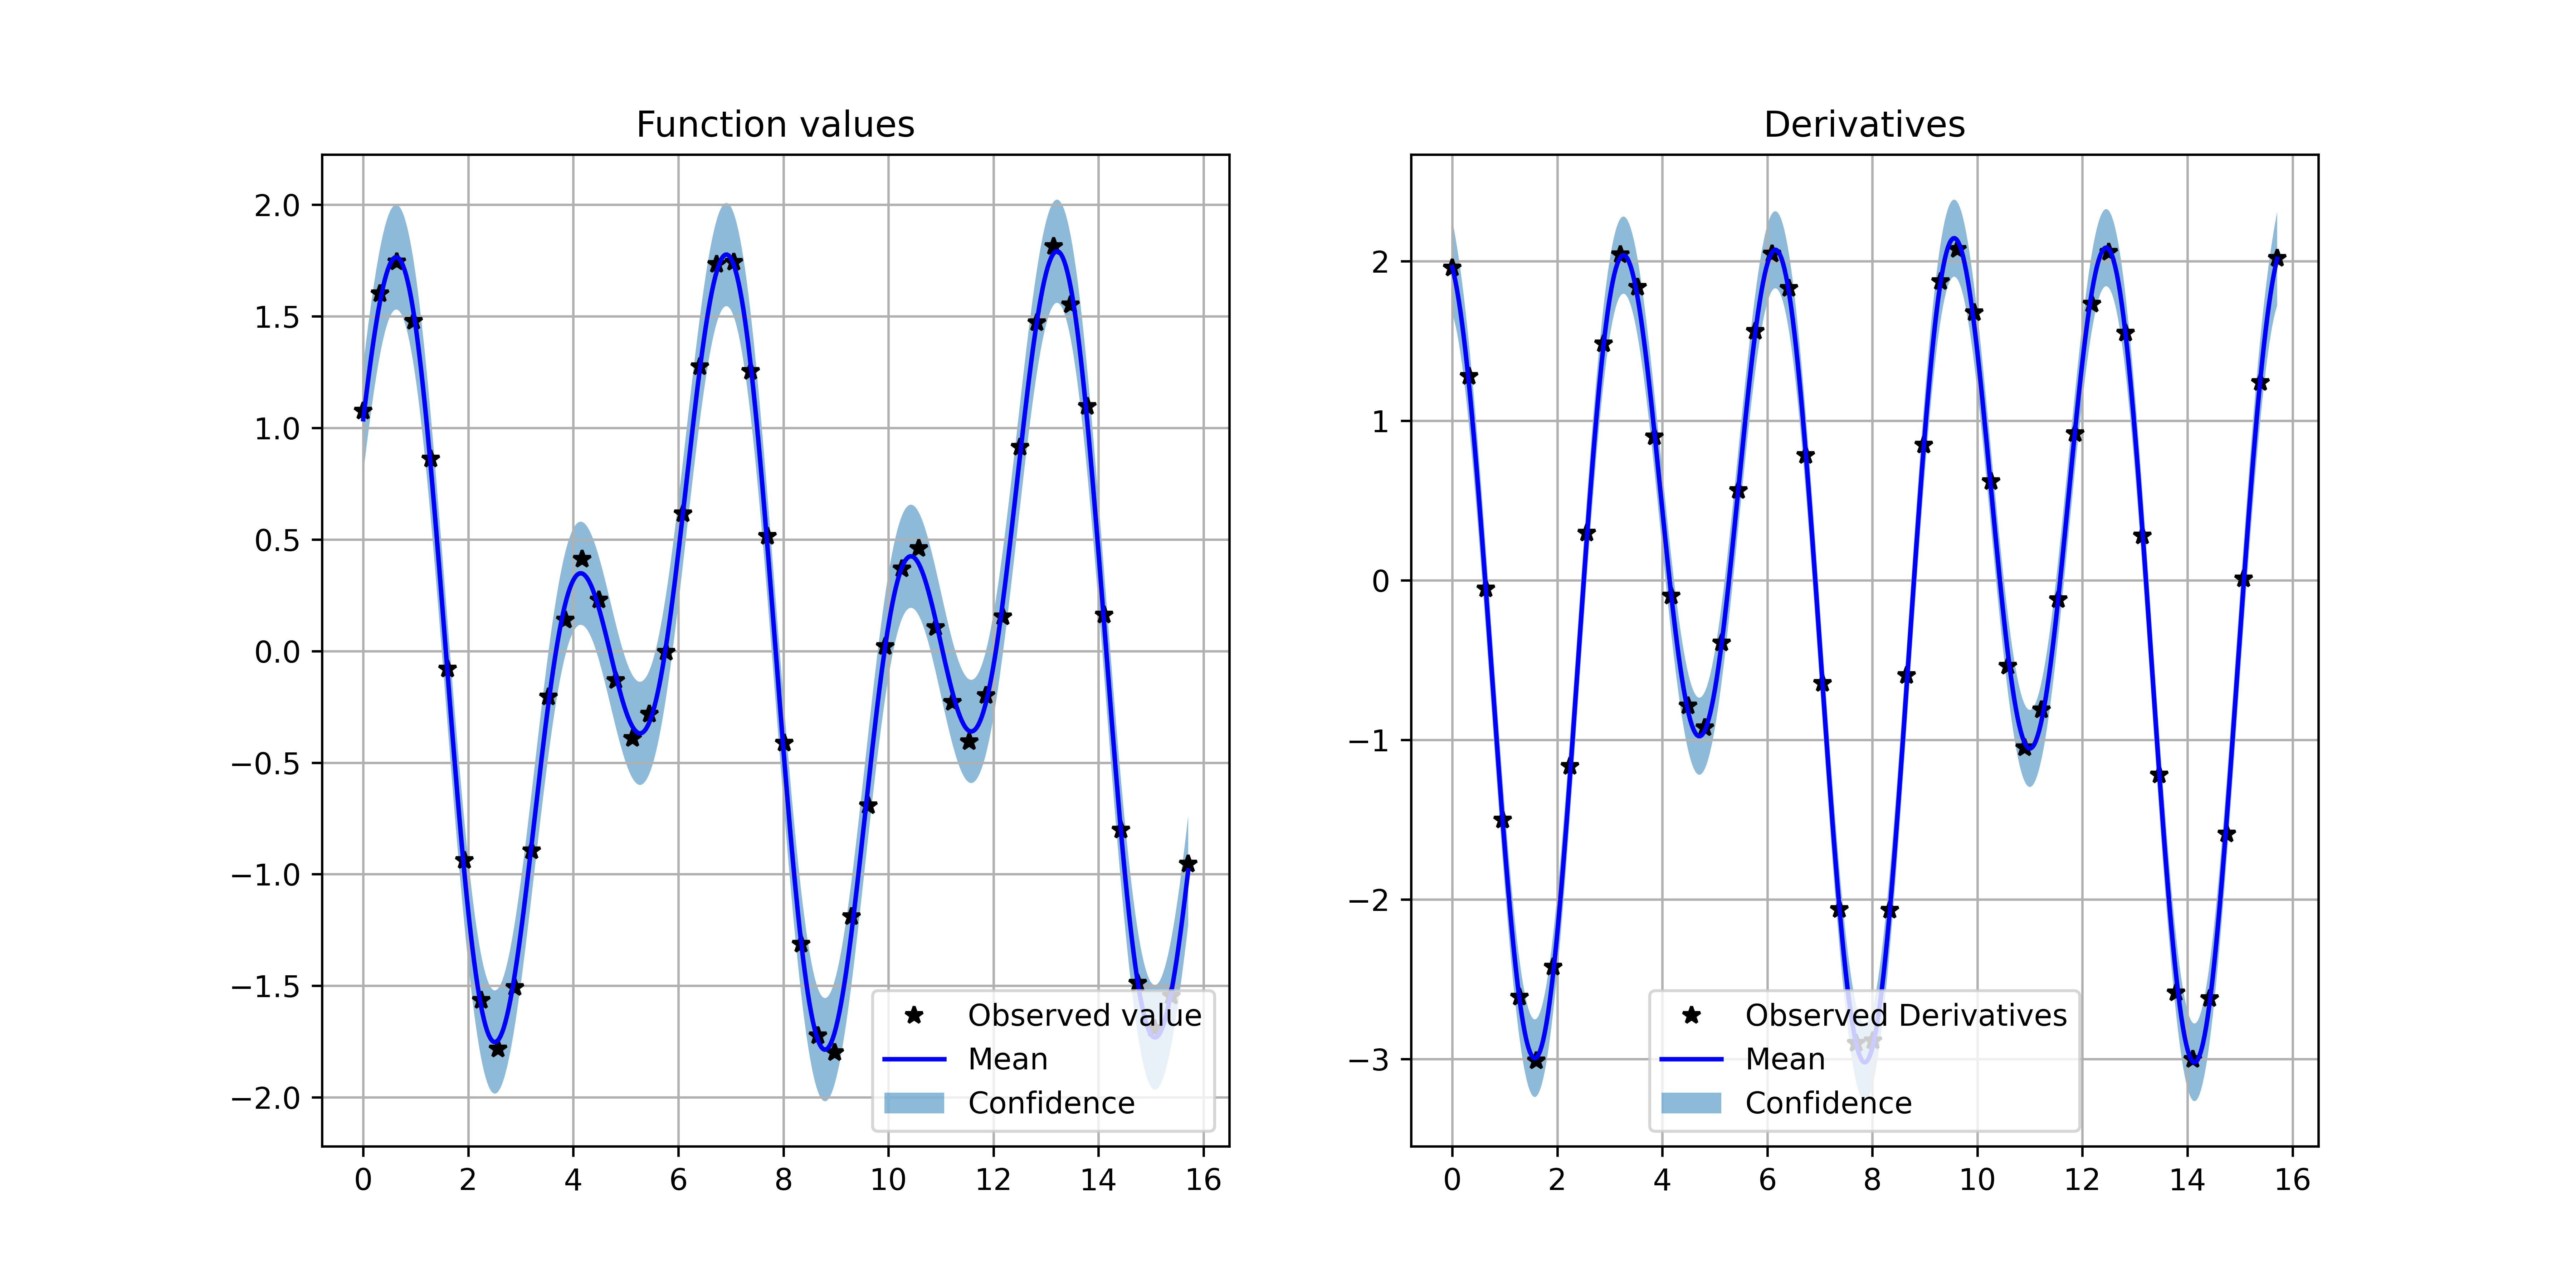 Function values
2.0
1.5
1.0
0.5
0.0
−0.5
−1.0
−1.5
−2.0
0 2 4 6 8 10 12 14 16
Observed value
Mean
Confidence
Derivatives
2
1
0
−1
−2
−3
0 2 4 6 8 10 12 14 16
Observed Derivatives
Mean
Confidence